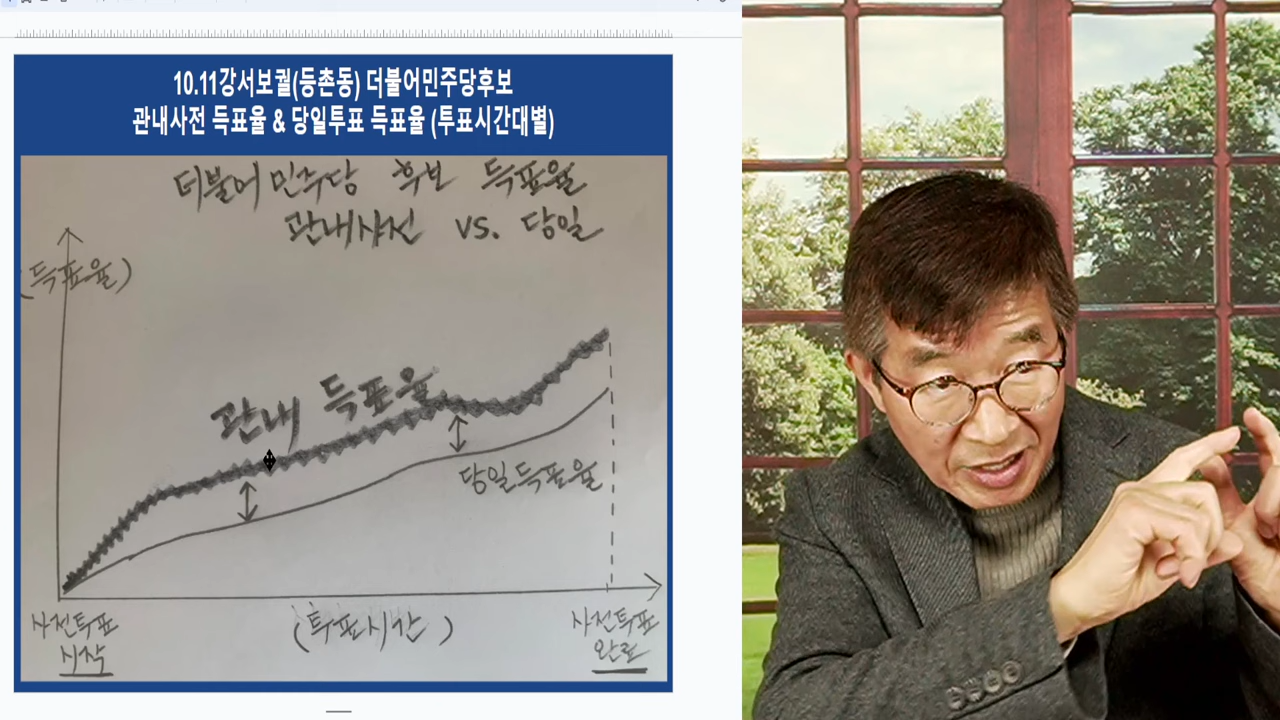 10.11강서보궐(등촌동) 더불어민주당후보
관내사전 득표율 & 당일투표 득표율 (투표시간대별)
더불어민주당 후보 득표율
관내사전 vs. 당일
(득표율)
관내 득표율
당일득표율
사전투표
시작
(투표시간)
사전투표
완료